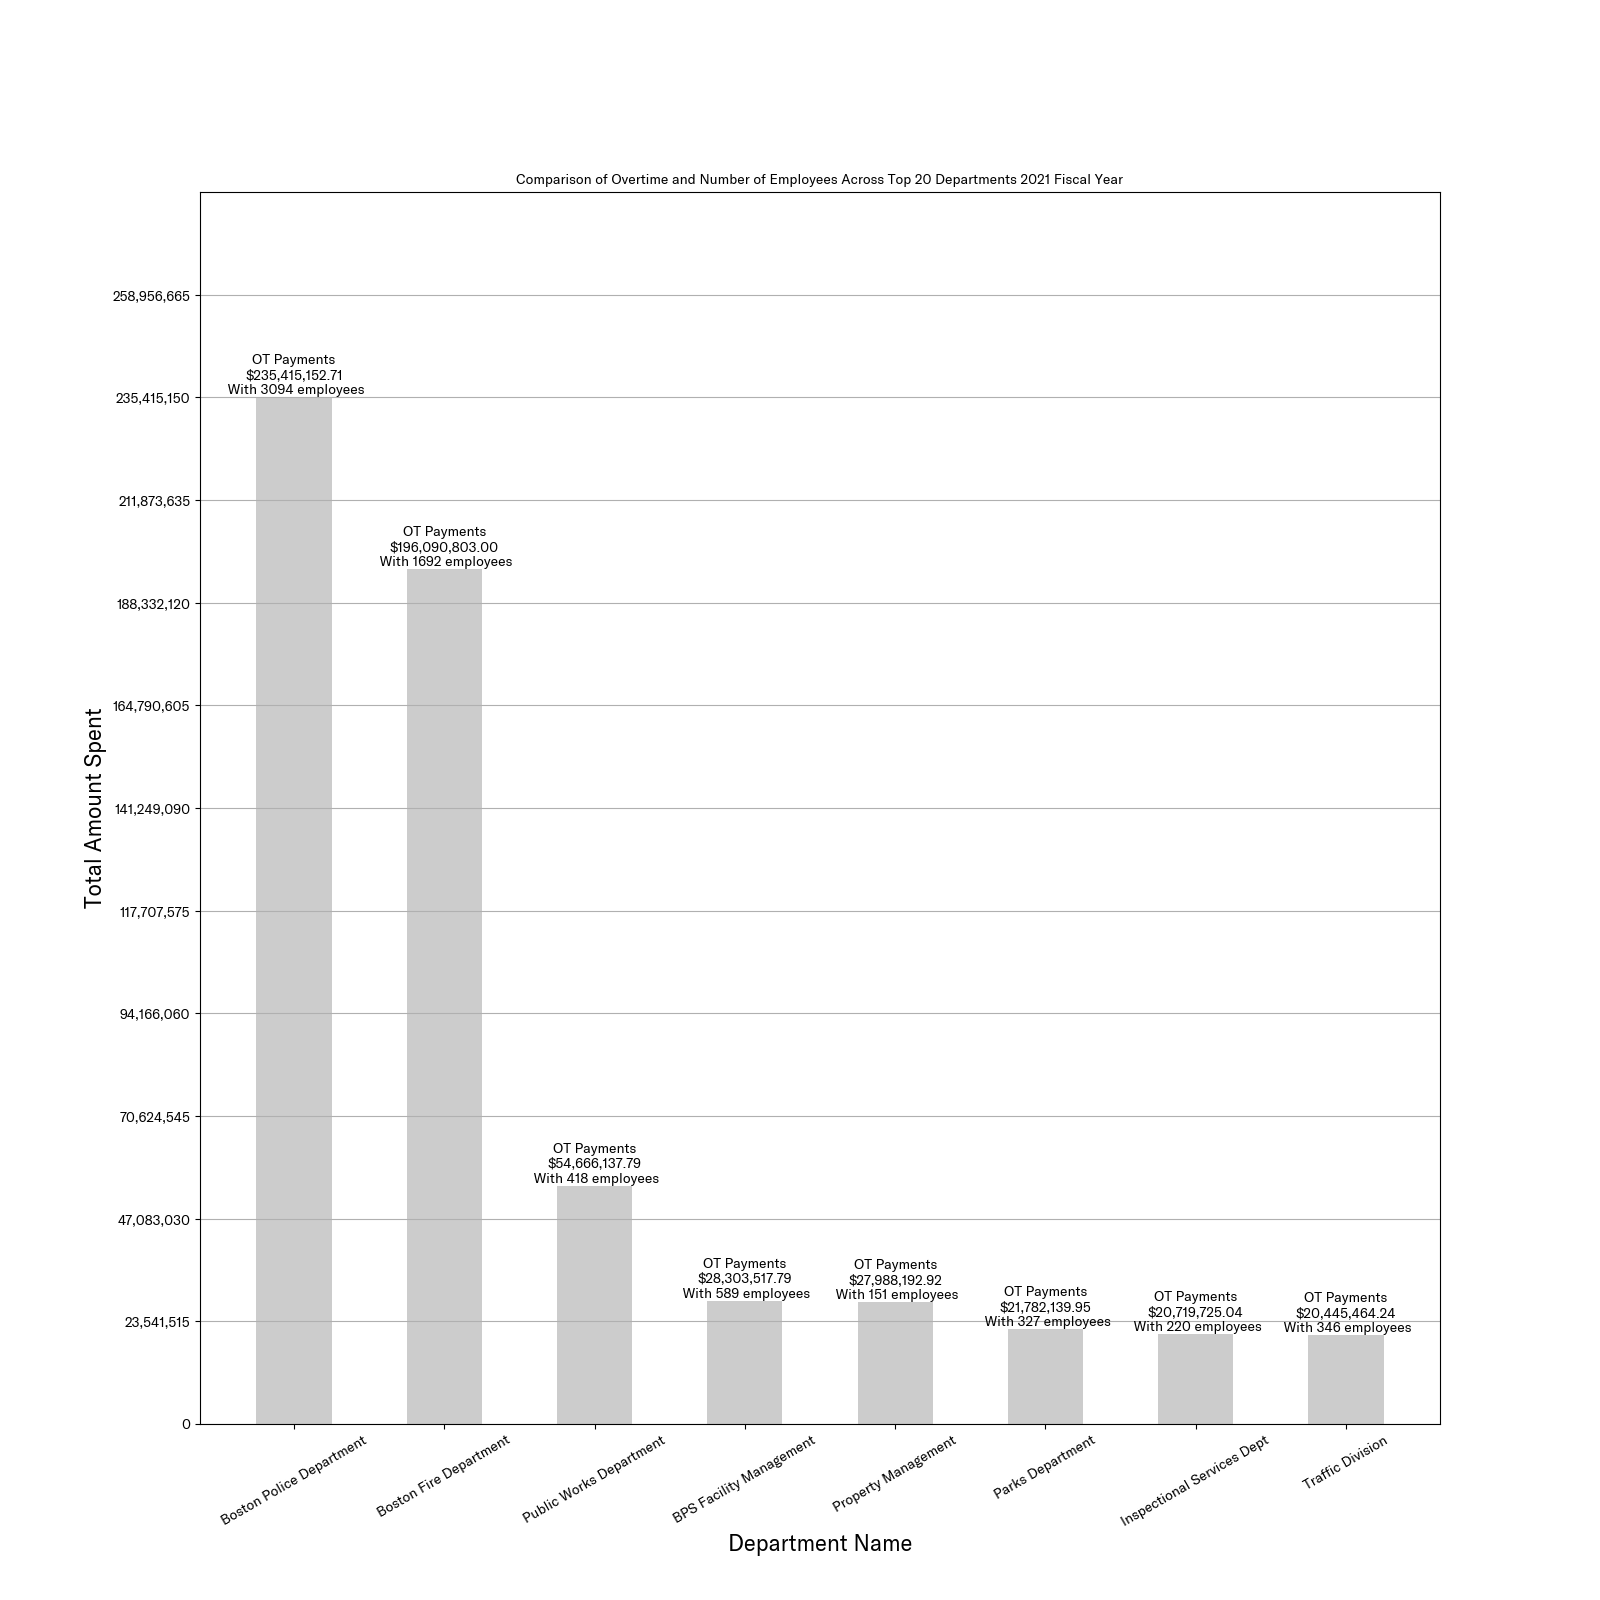 Comparison of Overtime and Number of Employees Across Top 20 Departments 2021 Fiscal Year
Total Amount Spent
258,956,665
235,415,150
211,873,635
188,332,120
164,790,605
141,249,090
117,707,575
94,166,060
70,624,545
47,083,030
23,541,515
0
OT Payments
$235,415,152.71
With 3094 employees
OT Payments
$196,090,803.00
With 1692 employees
OT Payments
$54,666,137.79
With 418 employees
OT Payments
$28,303,517.79
With 589 employees
OT Payments
$27,988,192.92
With 151 employees
OT Payments
$21,782,139.95
With 327 employees
OT Payments
$20,719,725.04
With 220 employees
OT Payments
$20,445,464.24
With 346 employees
Boston Police Department
Boston Fire Department
Public Works Department
BPS Facility Management
Property Management
Parks Department
Inspectional Services Dept
Traffic Division
Department Name